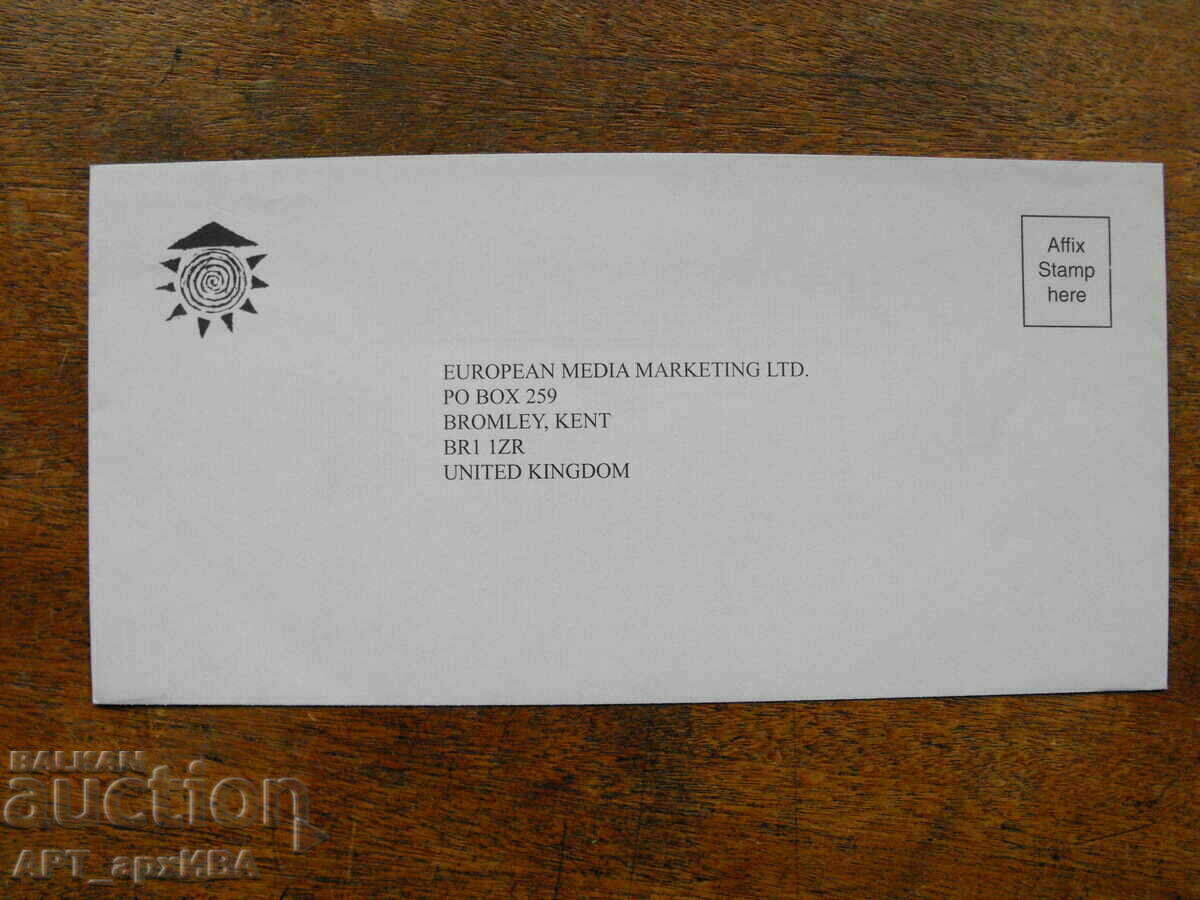 Affix
Stamp
here
EUROPEAN MEDIA MARKETING LTD.
PO BOX 259
BROMLEY, KENT
BR1 1ZR
UNITED KINGDOM
BALKAN
auction
АРТ_архИВА